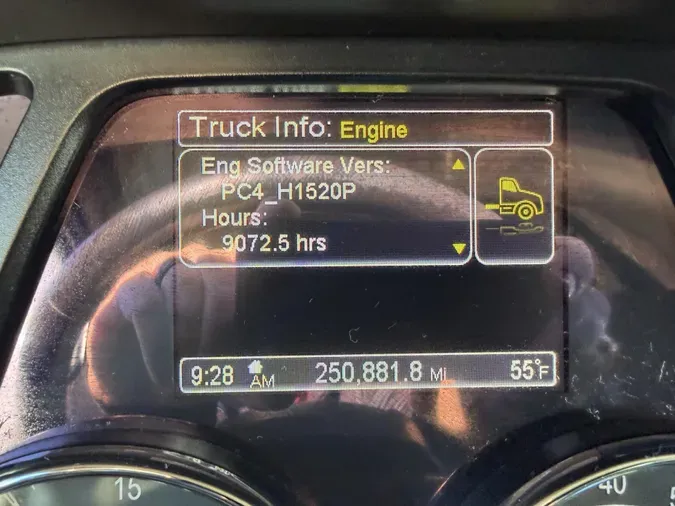 Truck Info: Engine
Eng Software Vers:
PC4_H1520P
Hours:
9072.5 hrs
9:28 AM 250,881.8 MI 55°F
15
40